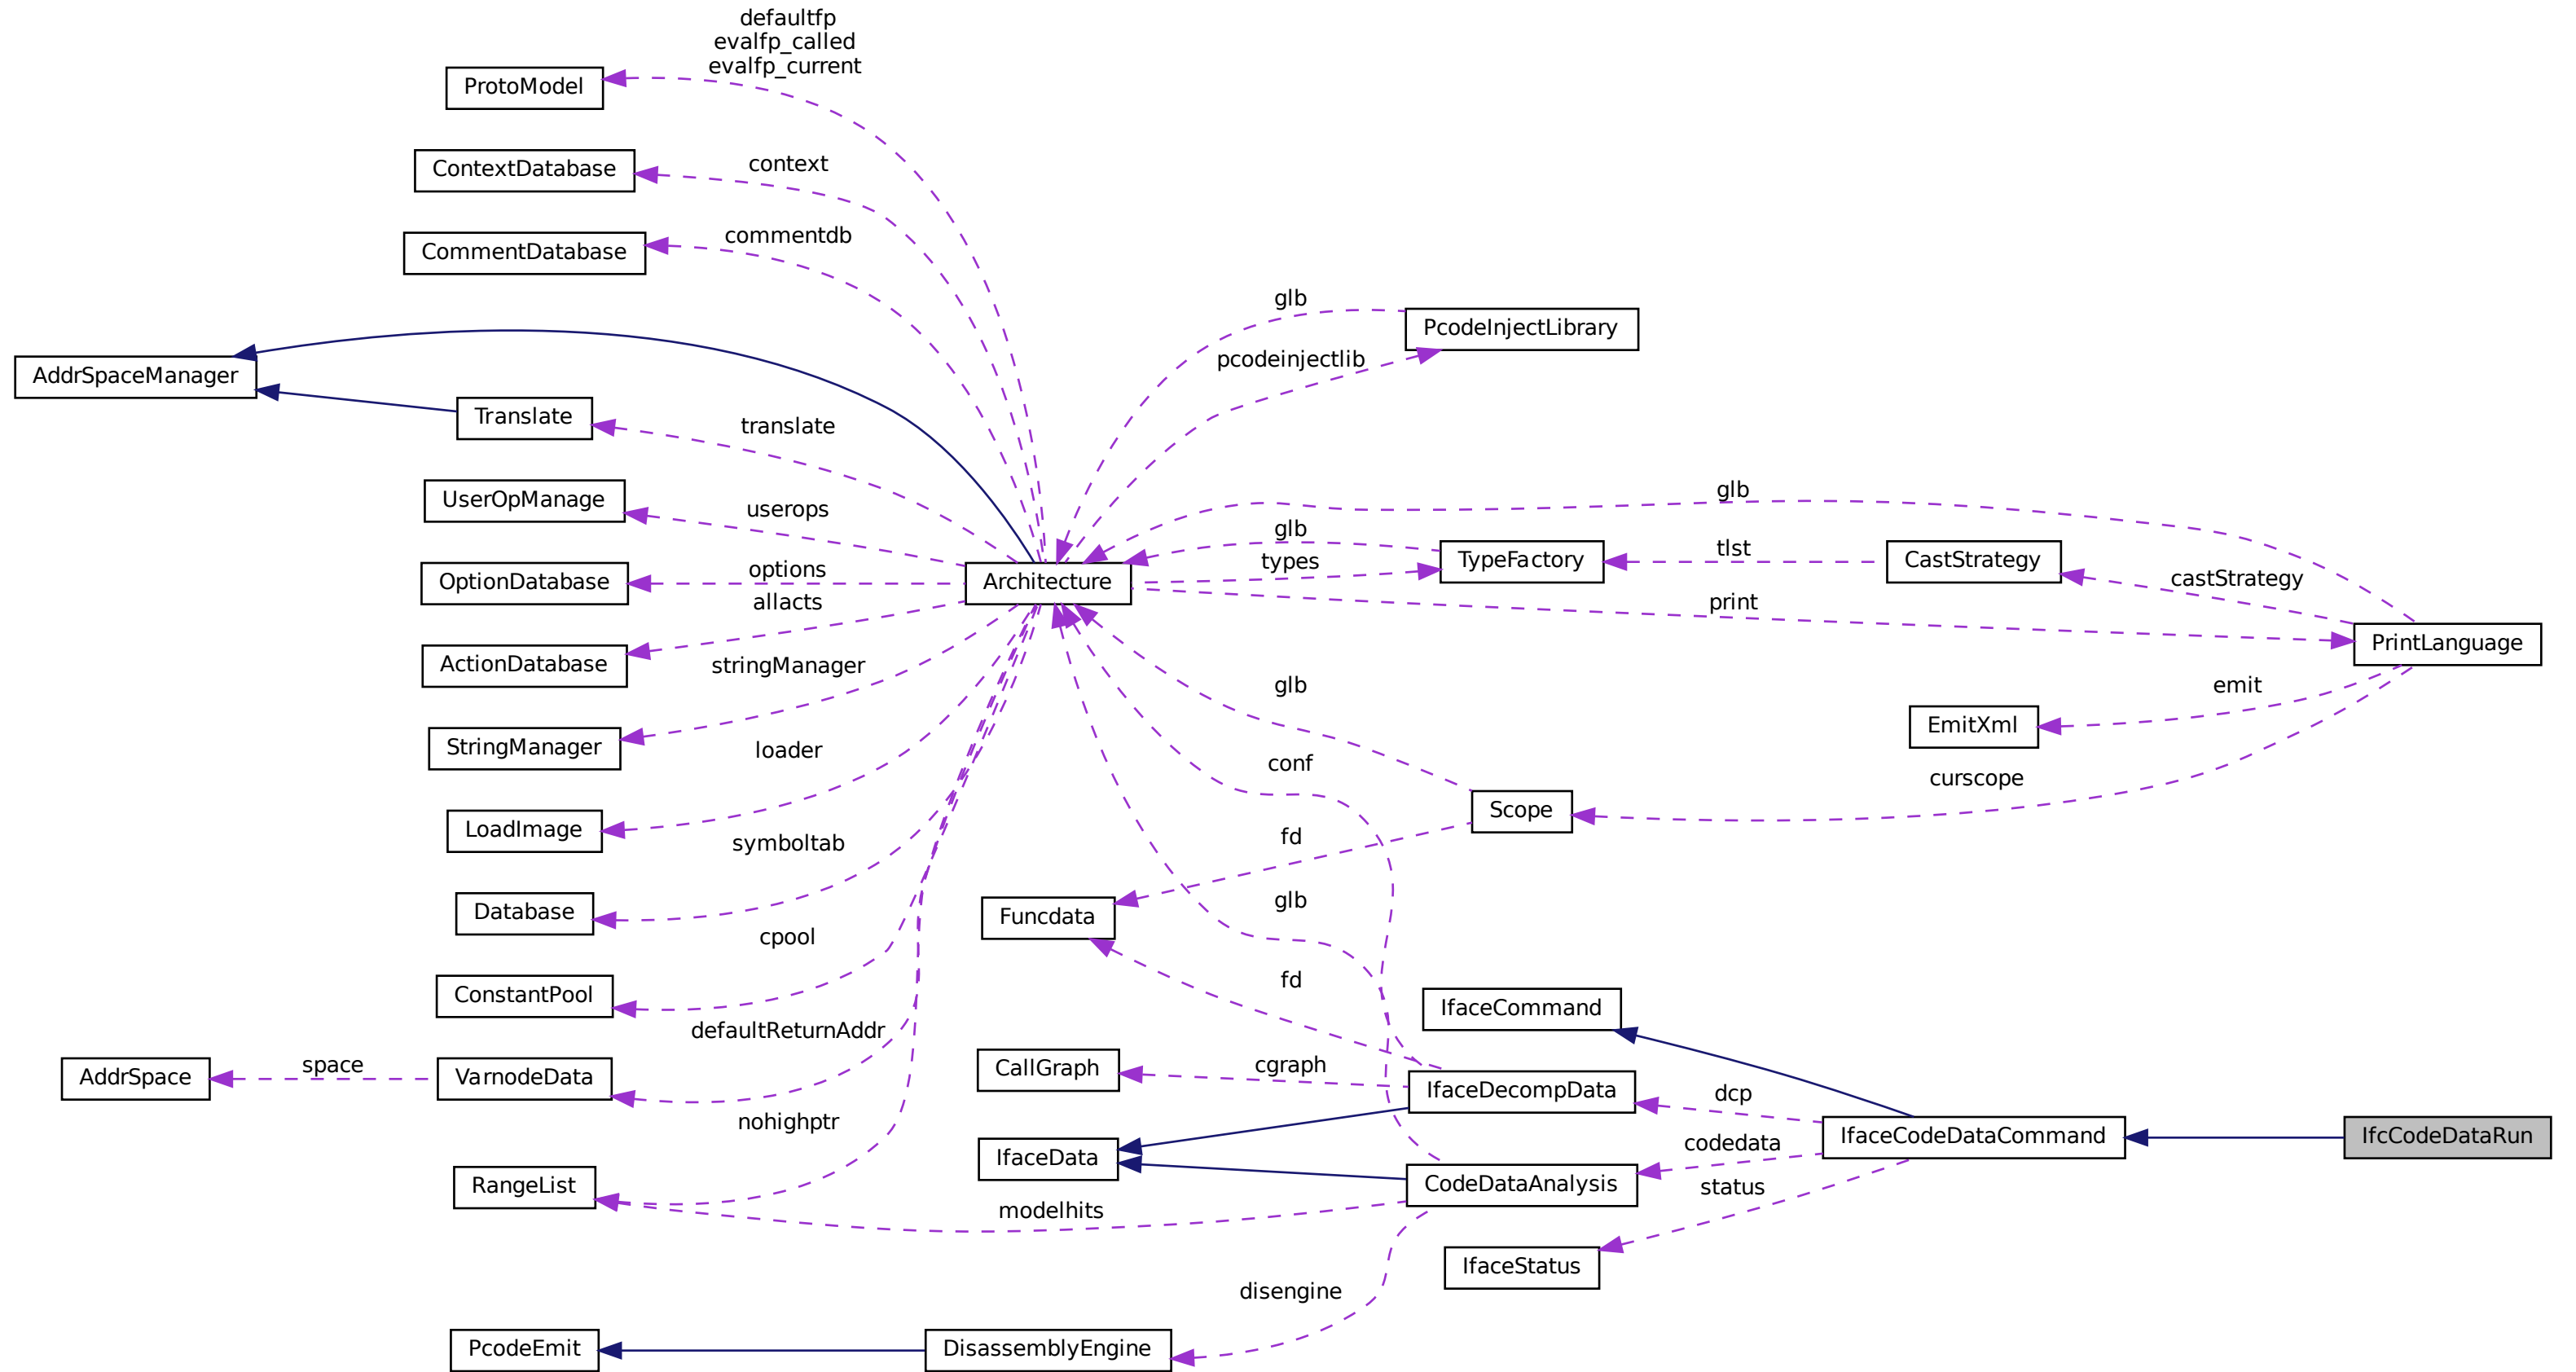 defaultfp
evalfp_called
evalfp_current
ProtoModel
context
ContextDatabase
commentdb
CommentDatabase
glb
PcodeInjectLibrary
pcodeinjectlib
AddrSpaceManager
Translate
translate
UserOpManage
userops
glb
glb
TypeFactory
types
tlst
CastStrategy
castStrategy
OptionDatabase
options
Architecture
allacts
print
PrintLanguage
ActionDatabase
stringManager
glb
emit
EmitXml
StringManager
loader
conf
curscope
LoadImage
Scope
symboltab
fd
Database
Funcdata
glb
cpool
fd
ConstantPool
IfaceCommand
defaultReturnAddr
AddrSpace
space
VarnodeData
CallGraph
cgraph
IfaceDecompData
dcp
nohighptr
IfaceData
codedata
IfaceCodeDataCommand
IfcCodeDataRun
RangeList
CodeDataAnalysis
status
modelhits
IfaceStatus
disengine
PcodeEmit
DisassemblyEngine